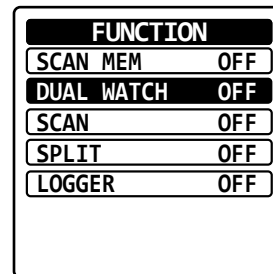 FUNCTION
SCAN MEM OFF
DUAL WATCH OFF
SCAN OFF
SPLIT OFF
LOGGER OFF